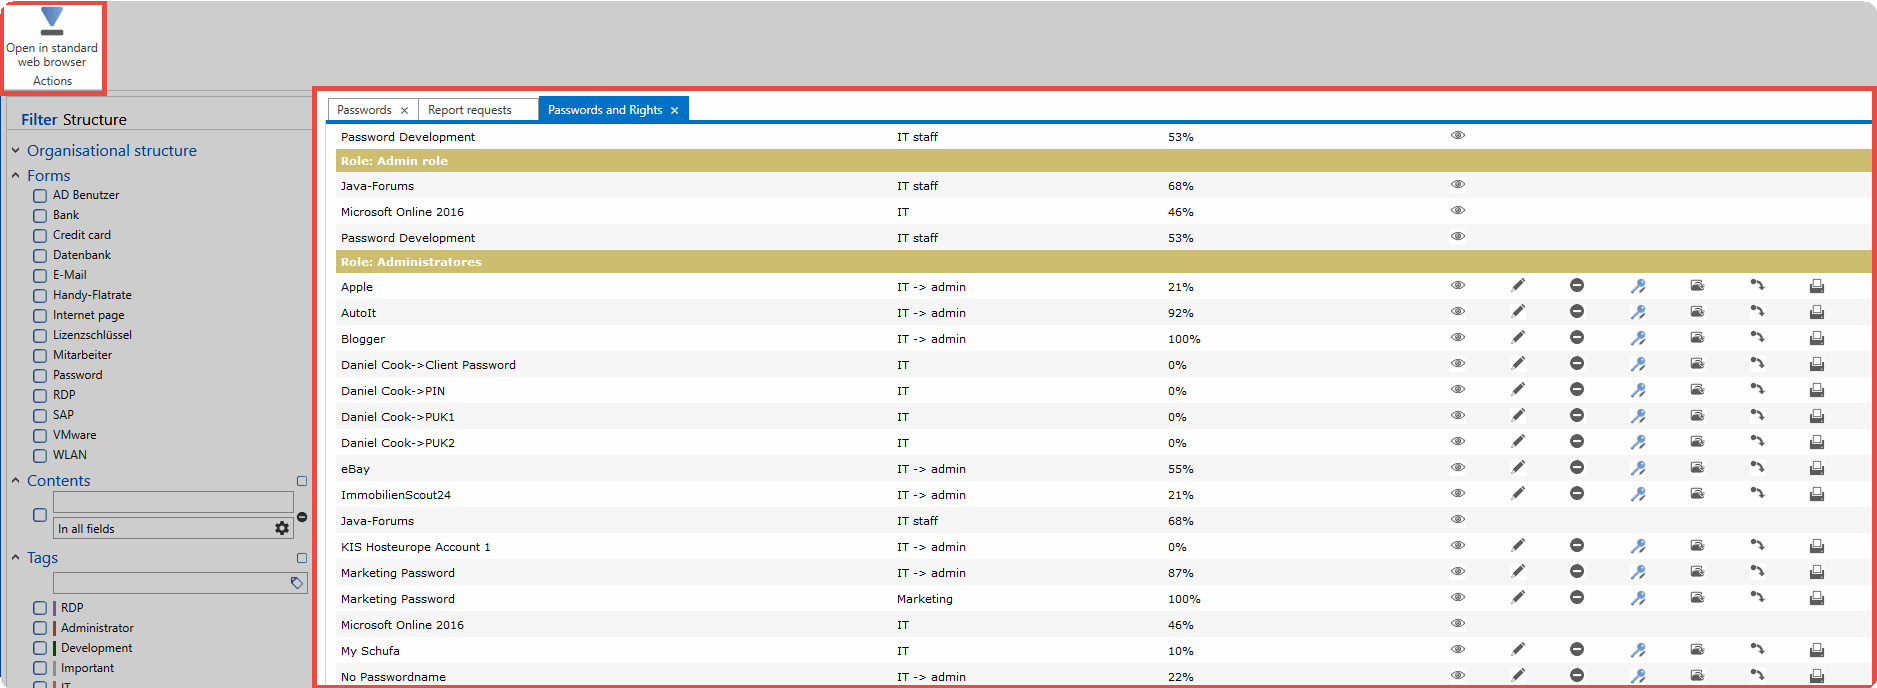 Open in standard
web browser
Actions
Filter Structure
Organisational structure
Forms
AD Benutzer
Bank
Credit card
Datenbank
E-Mail
Handy-Flatrate
Internet page
Lizenzschlüssel
Mitarbeiter
Password
RDP
SAP
VMware
WLAN
Contents
In all fields
Tags
RDP
Administrator
Development
Important
IT
Passwords Report requests Passwords and Rights
Password Development IT staff 53%
Role: Admin role
Java-Forums IT staff 68%
Microsoft Online 2016 IT 46%
Password Development IT staff 53%
Role: Administratores
Apple IT -> admin 21%
AutoIt IT -> admin 92%
Blogger IT -> admin 100%
Daniel Cook->Client Password IT 0%
Daniel Cook->PIN IT 0%
Daniel Cook->PUK1 IT 0%
Daniel Cook->PUK2 IT 0%
eBay IT -> admin 55%
ImmobilienScout24 IT -> admin 21%
Java-Forums IT staff 68%
KIS Hosteurope Account 1 IT -> admin 0%
Marketing Password IT -> admin 87%
Marketing Password Marketing 100%
Microsoft Online 2016 IT 46%
My Schufa IT 10%
No Passwordname IT -> admin 22%